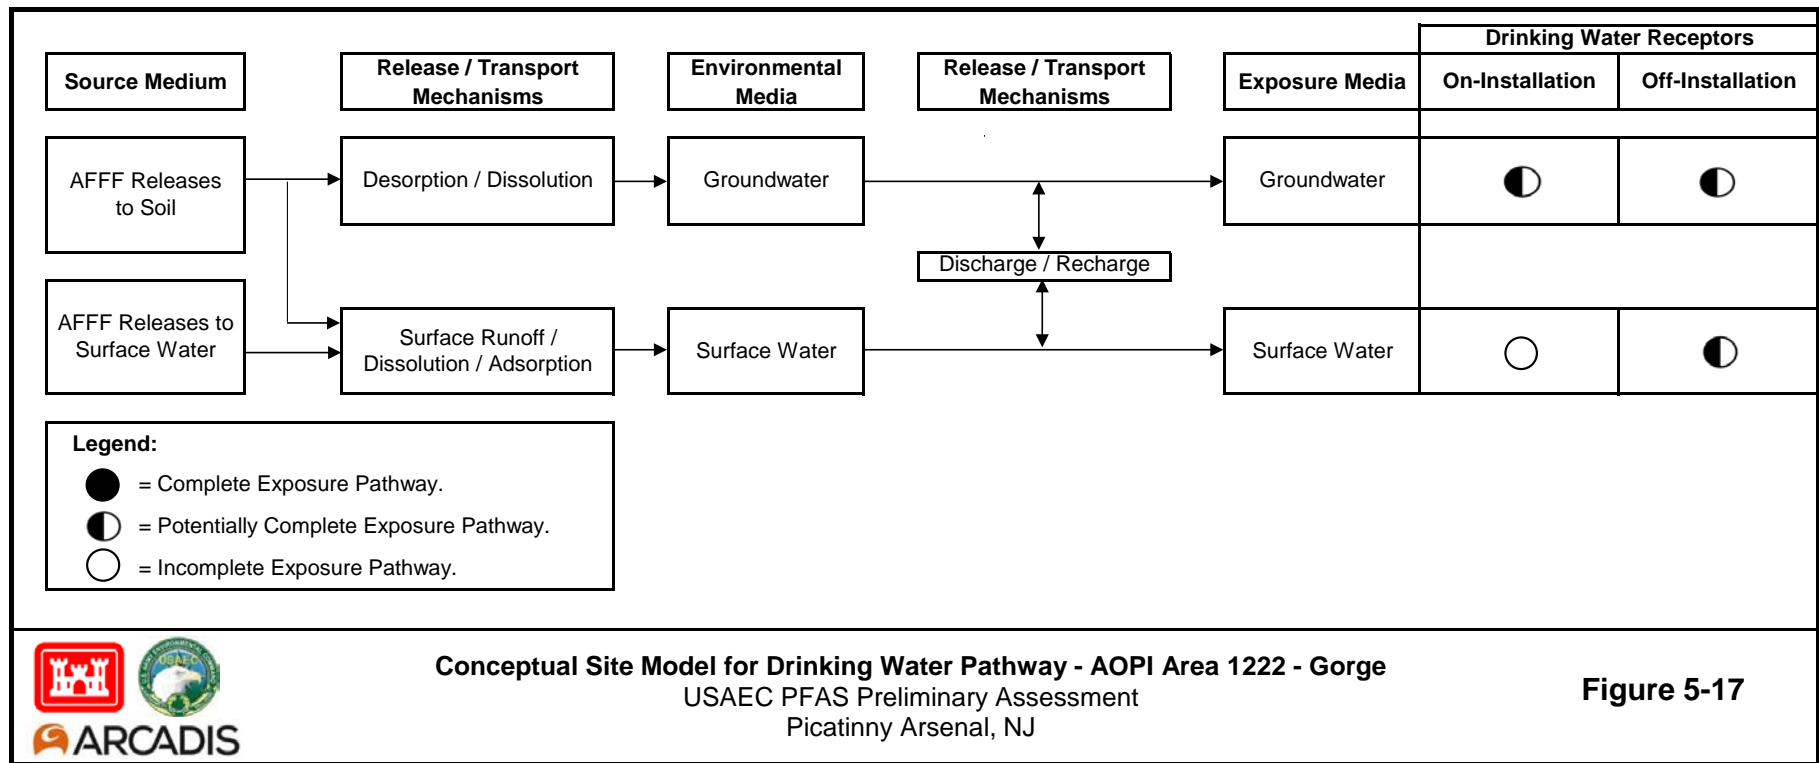 Drinking Water Receptors
Source Medium
Release / Transport
Mechanisms
Environmental
Media
Release / Transport
Mechanisms
Exposure Media
On-Installation
Off-Installation
AFFF Releases
to Soil
Desorption / Dissolution
Groundwater
Groundwater
Discharge / Recharge
AFFF Releases to
Surface Water
Surface Runoff /
Dissolution / Adsorption
Surface Water
Surface Water
Legend:
= Complete Exposure Pathway.
= Potentially Complete Exposure Pathway.
= Incomplete Exposure Pathway.
USAEC
ARCADIS
Conceptual Site Model for Drinking Water Pathway - AOPI Area 1222 - Gorge
USAEC PFAS Preliminary Assessment
Picatinny Arsenal, NJ
Figure 5-17